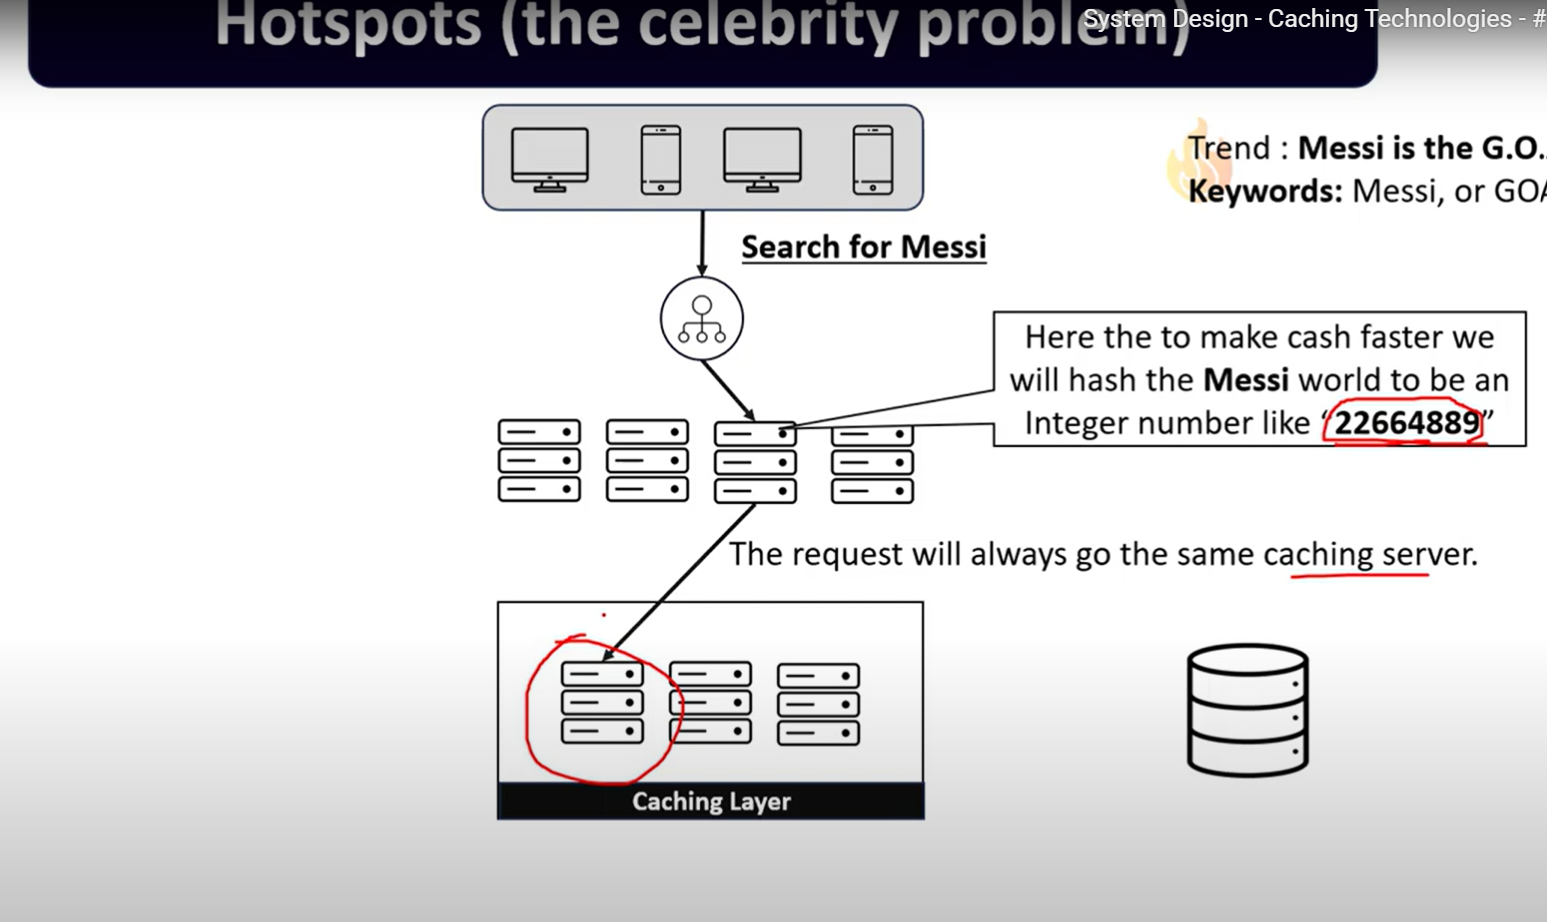 Hotspots (the celebrity problem)
System Design - Caching Technologies - #
Trend : Messi is the G.O.
Keywords: Messi, or GOA
Search for Messi
Here the to make cash faster we
will hash the Messi world to be an
Integer number like “22664889”
The request will always go the same caching server.
Caching Layer